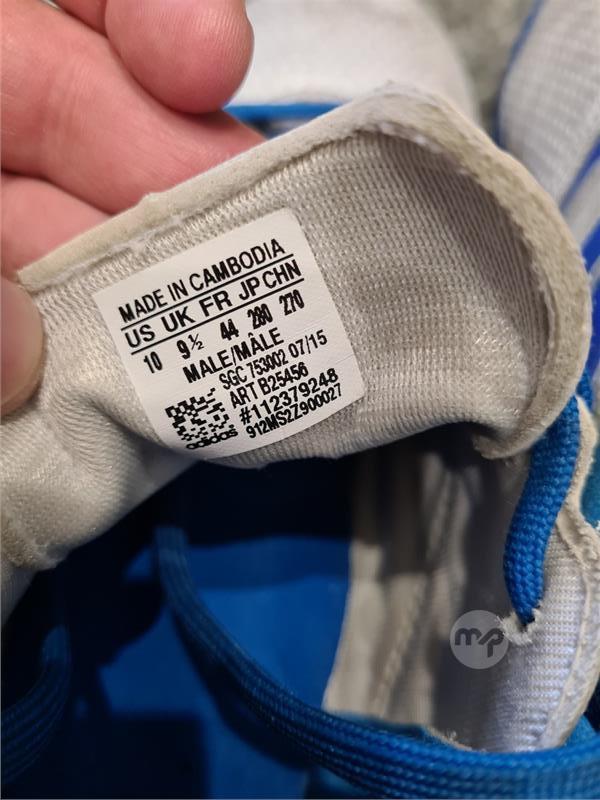 MADE IN CAMBODIA
US UK FR JP CHN
10 9½ 44 280 270
MALE/MÂLE
SGC 753002 07/15
ART B25456
#112379248
912MS2Z900027
adidas
mp